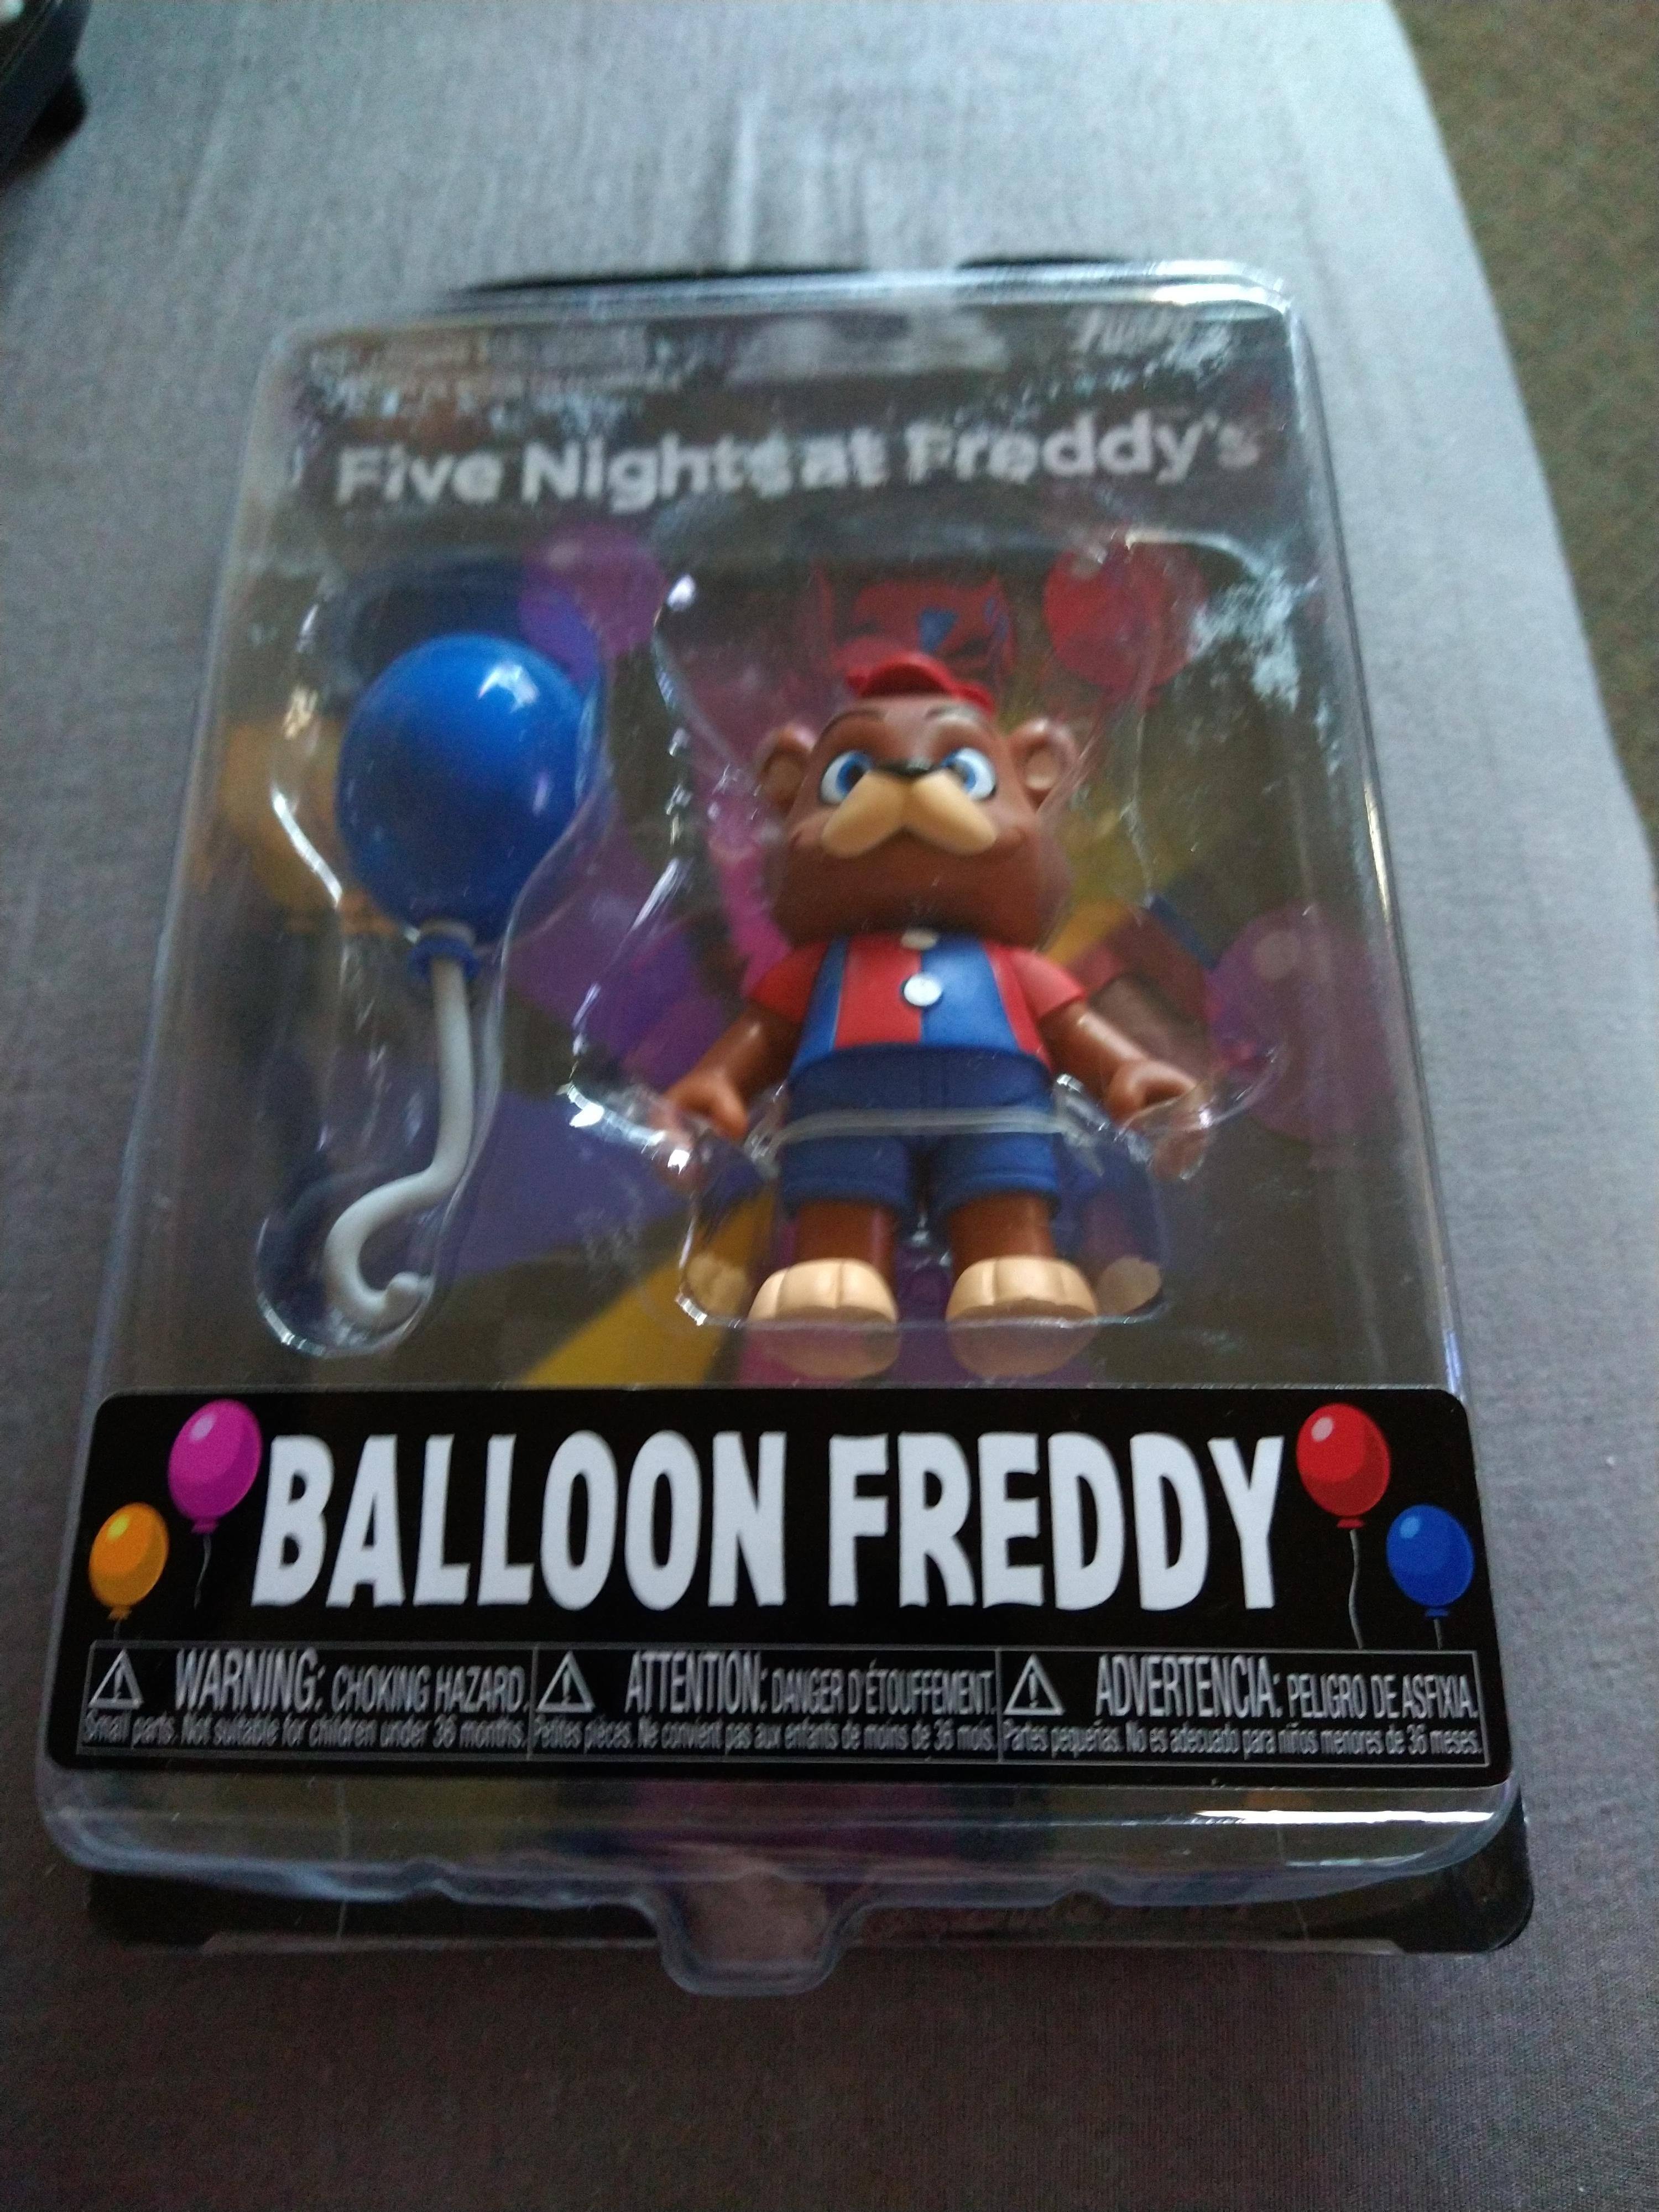 Funko
Five Nights at Freddy's
BALLOON FREDDY
WARNING: CHOKING HAZARD.
Small parts. Not suitable for children under 36 months.
ATTENTION: DANGER D'ÉTOUFFEMENT.
Petites pièces. Ne convient pas aux enfants de moins de 36 mois.
ADVERTENCIA: PELIGRO DE ASFIXIA.
Partes pequeñas. No es adecuado para niños menores de 36 meses.